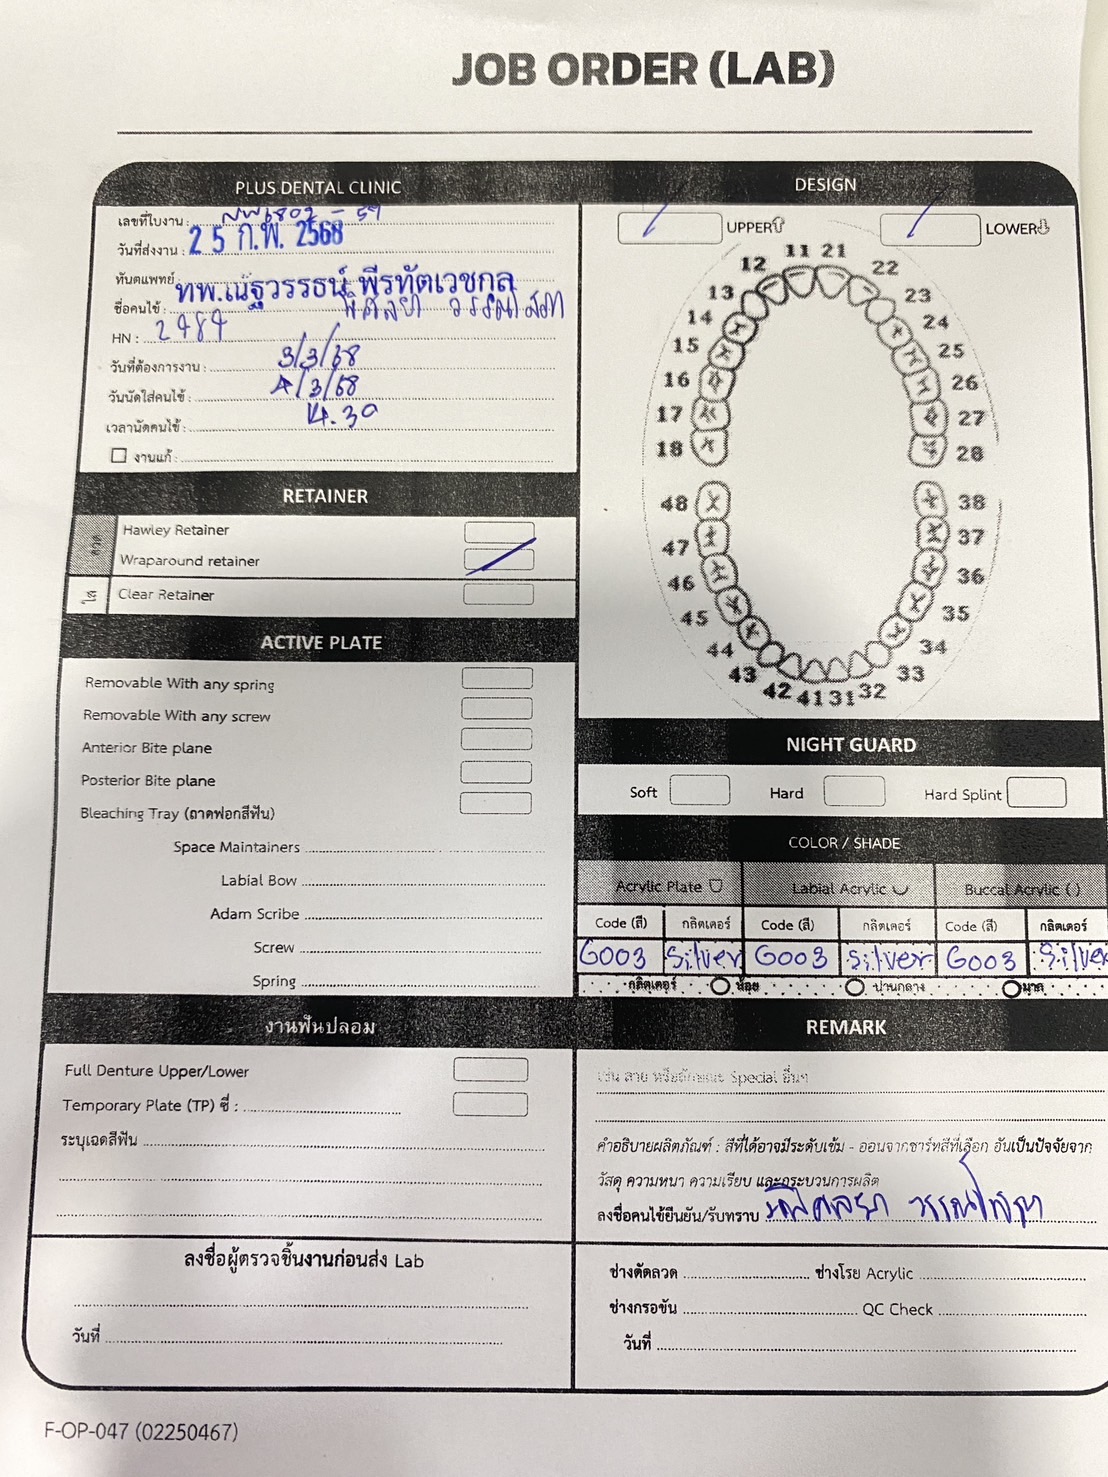 JOB ORDER (LAB)
PLUS DENTAL CLINIC
เลขที่ใบงาน :
วันที่ส่งงาน : 25 ก.พ. 2568
ทันตแพทย์ : ทพ.เนัฐวรรธน์ พีรทัตเวชกุล
ชื่อคนไข้ :
HN :
วันที่ต้องการงาน : 3/3/68
วันนัดใส่คนไข้ : 4/3/68
เวลานัดคนไข้ : 14.30
งานแก้ :
RETAINER
ลวด
Hawley Retainer
Wraparound retainer
ใส
Clear Retainer
ACTIVE PLATE
Removable With any spring
Removable With any screw
Anterior Bite plane
Posterior Bite plane
Bleaching Tray (ถาดฟอกสีฟัน)
Space Maintainers
Labial Bow
Adam Scribe
Screw
Spring
งานฟันปลอม
Full Denture Upper/Lower
Temporary Plate (TP) ซี่ :
ระบุเฉดสีฟัน
ลงชื่อผู้ตรวจชิ้นงานก่อนส่ง Lab
วันที่
DESIGN
UPPER LOWER
11 21
12 22
13 23
14 24
15 25
16 26
17 27
18 28
48 38
47 37
46 36
45 35
44 34
43 33
42 41 31 32
NIGHT GUARD
Soft Hard Hard Splint
COLOR / SHADE
Acrylic Plate Labial Acrylic Buccal Acrylic ( )
Code (สี) กลิตเตอร์ Code (สี) กลิตเตอร์ Code (สี) กลิตเตอร์
G003 Silver G003 Silver G003 Silver
กลิตเตอร์ น้อย ปานกลาง มาก
REMARK
เช่น ลาย หรือลักษณะ Special อื่นๆ
คำอธิบายผลิตภัณฑ์ : สีที่ได้อาจมีระดับเข้ม - ออนจากชาร์ทสีที่เลือก อันเป็นปัจจัยจาก
วัสดุ ความหนา ความเรียบ และกระบวนการผลิต
ลงชื่อคนไข้ยืนยัน/รับทราบ
ช่างดัดลวด ช่างโรย Acrylic
ช่างกรอขัน QC Check
วันที่
F-OP-047 (02250467)